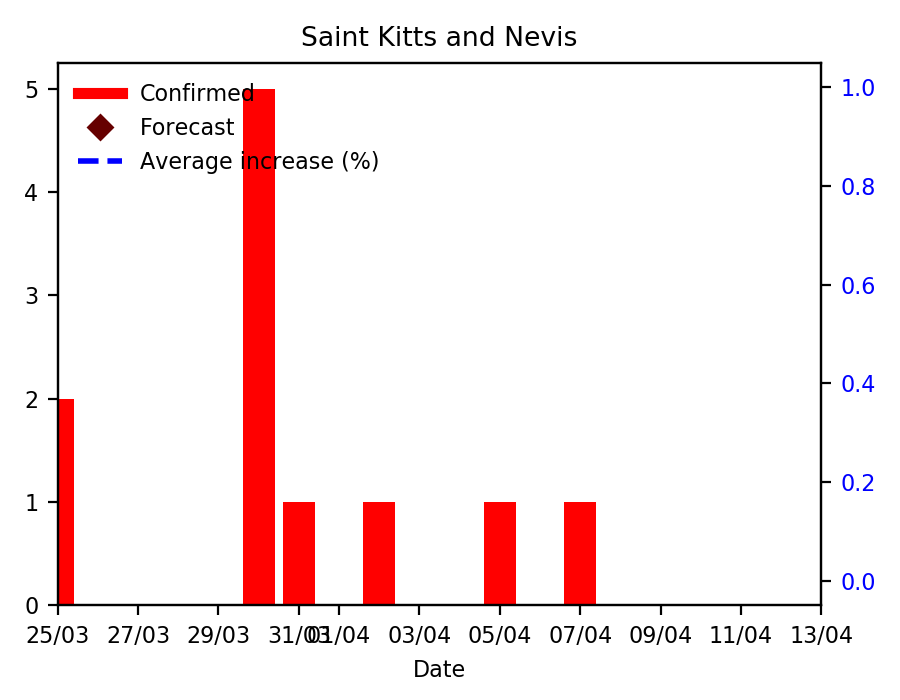 Saint Kitts and Nevis
Confirmed
Forecast
Average increase (%)
5
4
3
2
1
0
1.0
0.8
0.6
0.4
0.2
0.0
25/03 27/03 29/03 31/03 01/04 03/04 05/04 07/04 09/04 11/04 13/04
Date